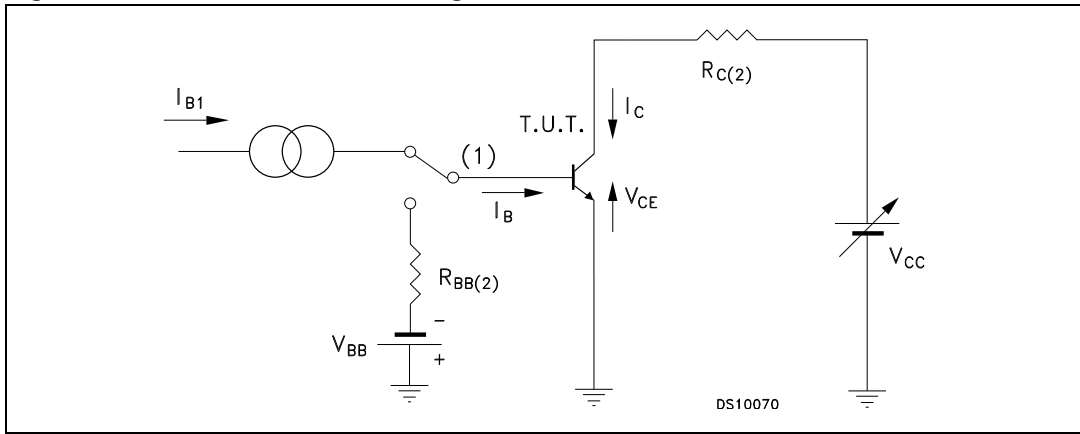 R_C(2)
I_B1
I_C
T.U.T.
(1)
V_CE
I_B
V_CC
R_BB(2)
−
V_BB
+
DS10070